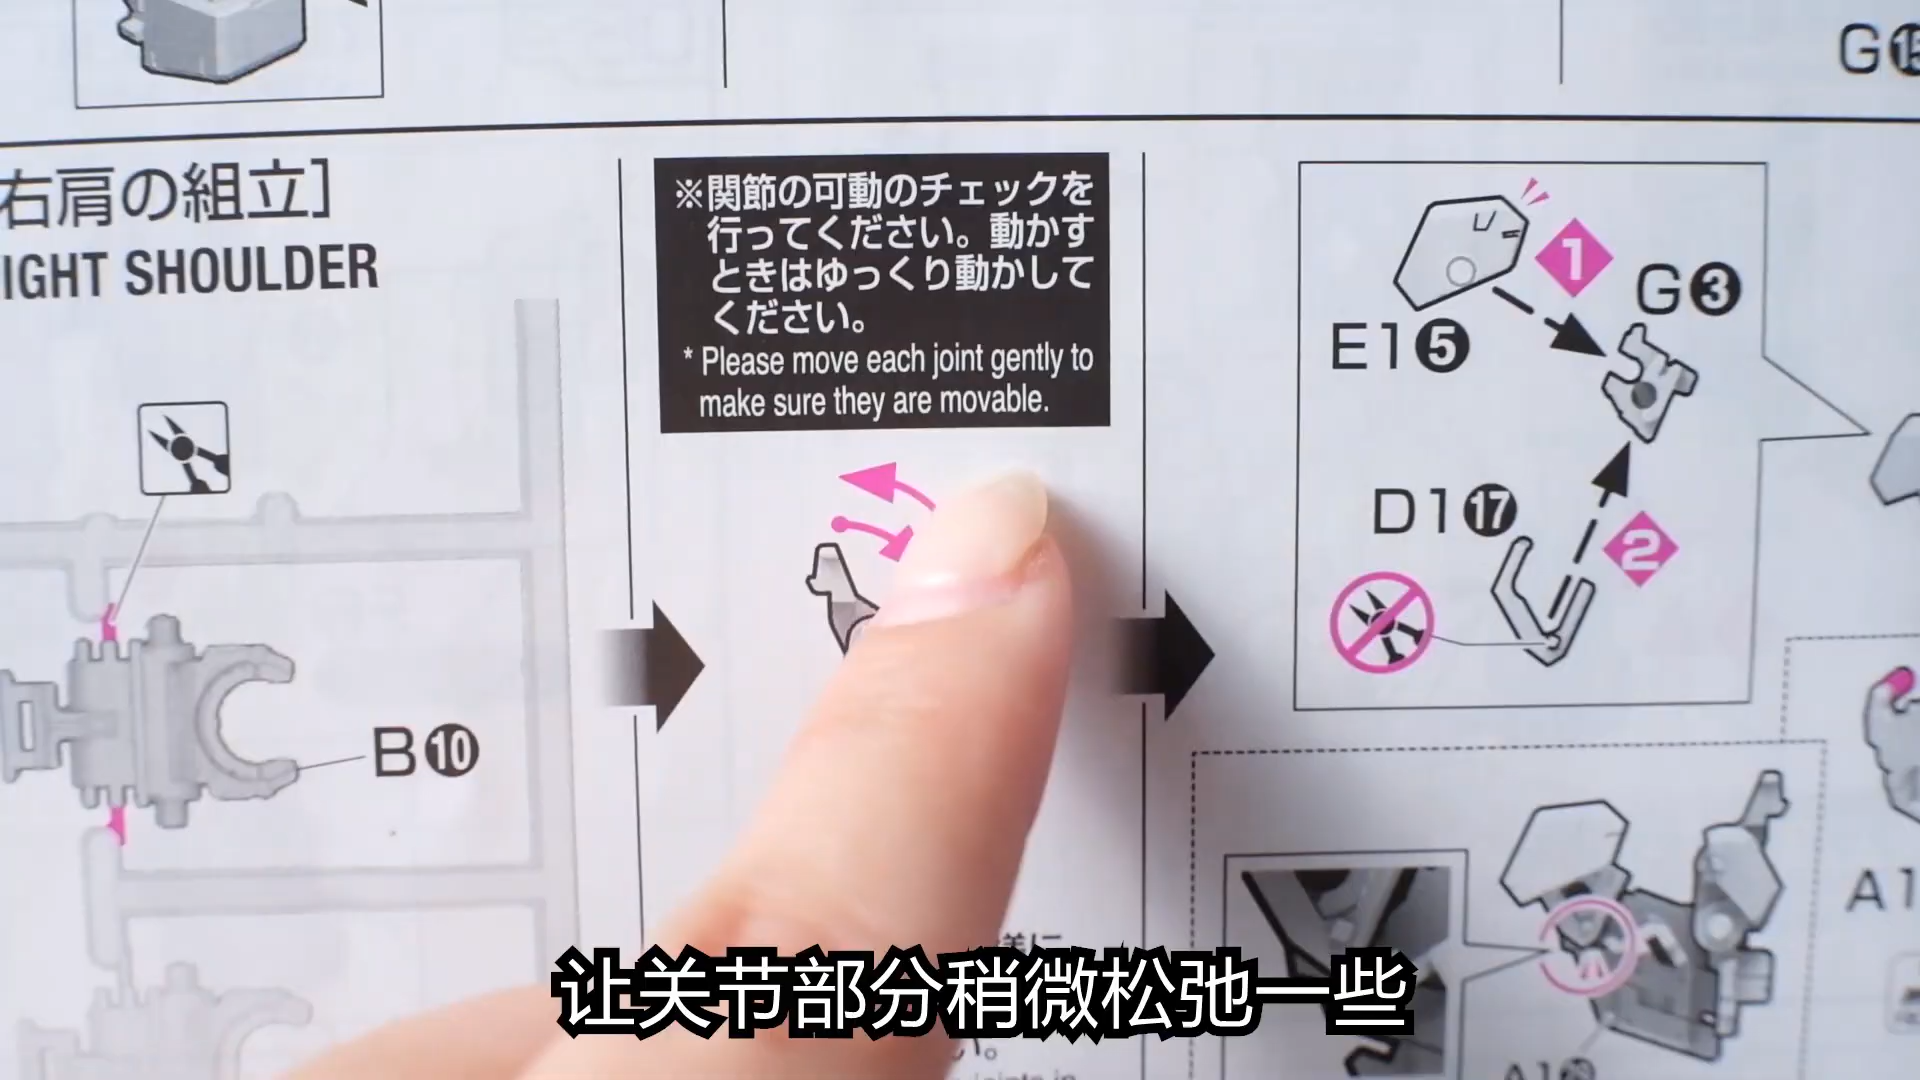 G⓯
右肩の組立]
IGHT SHOULDER
※関節の可動のチェックを
行ってください。動かす
ときはゆっくり動かして
ください。
* Please move each joint gently to
make sure they are movable.
1
G❸
E1❺
D1⓱
2
B❿
A1
让关节部分稍微松弛一些